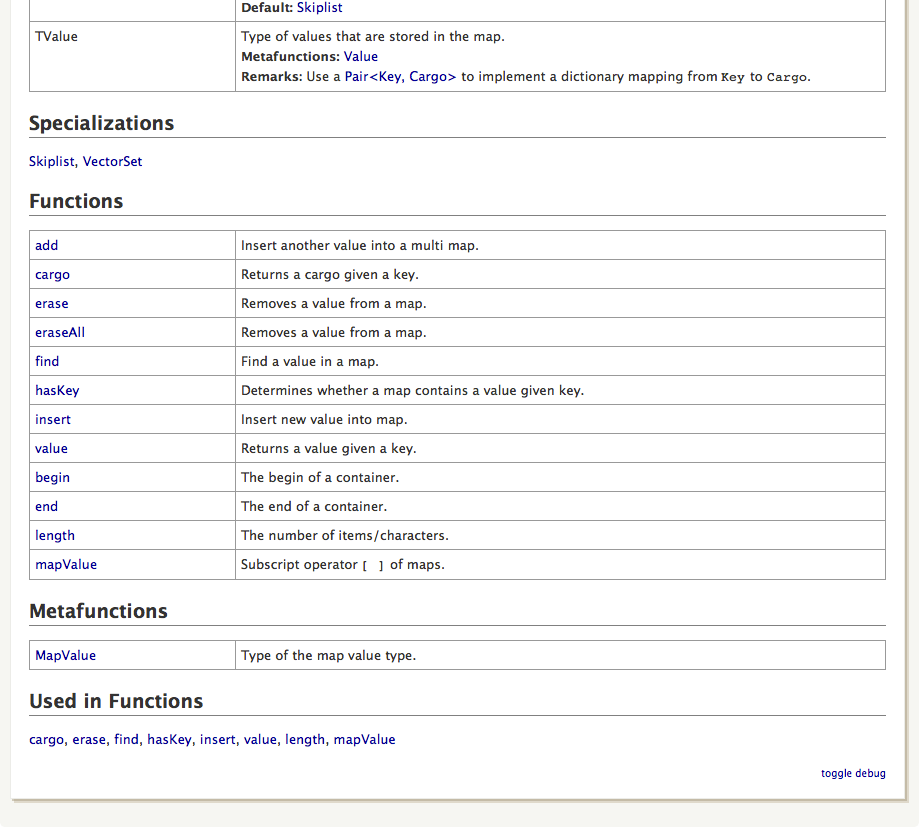 Default: Skiplist
TValue
Type of values that are stored in the map.
Metafunctions: Value
Remarks: Use a Pair<Key, Cargo> to implement a dictionary mapping from Key to Cargo.
Specializations
Skiplist, VectorSet
Functions
add Insert another value into a multi map.
cargo Returns a cargo given a key.
erase Removes a value from a map.
eraseAll Removes a value from a map.
find Find a value in a map.
hasKey Determines whether a map contains a value given key.
insert Insert new value into map.
value Returns a value given a key.
begin The begin of a container.
end The end of a container.
length The number of items/characters.
mapValue Subscript operator [ ] of maps.
Metafunctions
MapValue Type of the map value type.
Used in Functions
cargo, erase, find, hasKey, insert, value, length, mapValue
toggle debug